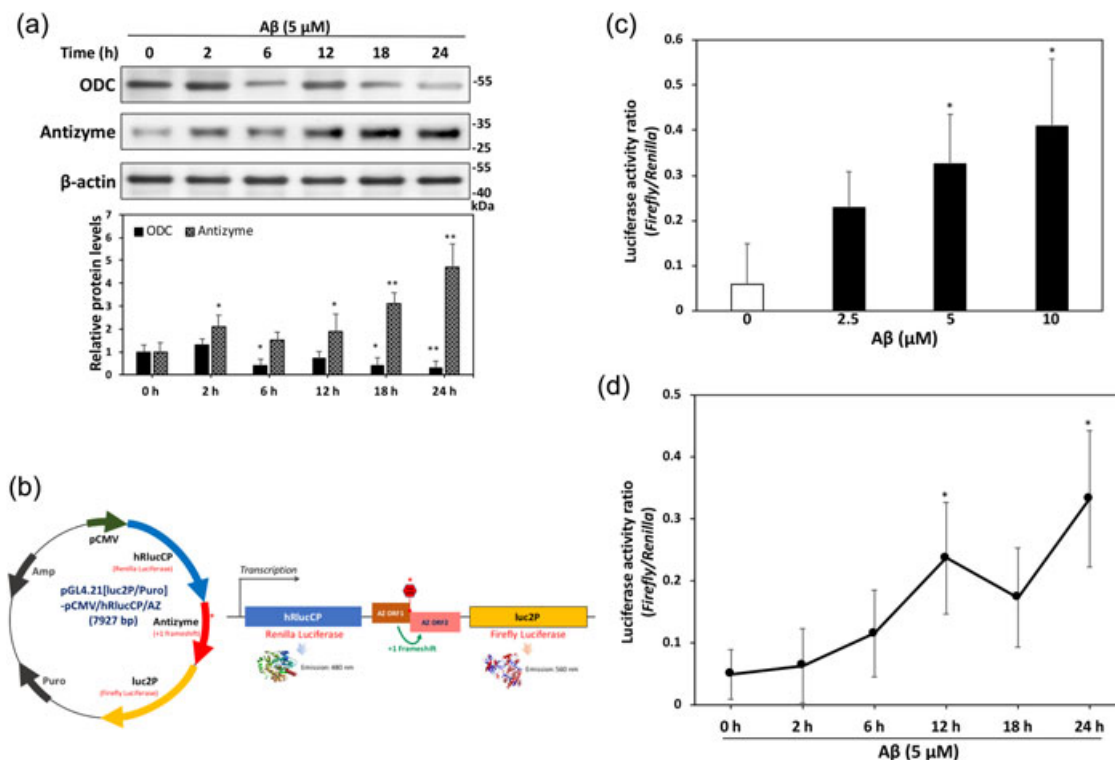 (a)
Aβ (5 µM)
Time (h) 0 2 6 12 18 24
ODC -55
Antizyme -35
-25
β-actin -55
-40
kDa
Relative protein levels
7
6
5
4
3
2
1
0
ODC Antizyme
* * * * * ** ** **
0 h 2 h 6 h 12 h 18 h 24 h
(b)
pCMV
hRlucCP
(Renilla Luciferase)
Amp
pGL4.21[luc2P/Puro]
-pCMV/hRlucCP/AZ
(7927 bp)
Antizyme *
(+1 frameshift)
Puro
luc2P
(Firefly Luciferase)
Transcription
*
hRlucCP AZ ORF1 AZ ORF2 luc2P
Renilla Luciferase +1 Frameshift Firefly Luciferase
Emission 480 nm Emission 560 nm
(c)
Luciferase activity ratio
(Firefly/Renilla)
0.6
0.5
0.4
0.3
0.2
0.1
0
* *
0 2.5 5 10
Aβ (µM)
(d)
Luciferase activity ratio
(Firefly/Renilla)
0.5
0.4
0.3
0.2
0.1
0
* *
0 h 2 h 6 h 12 h 18 h 24 h
Aβ (5 µM)